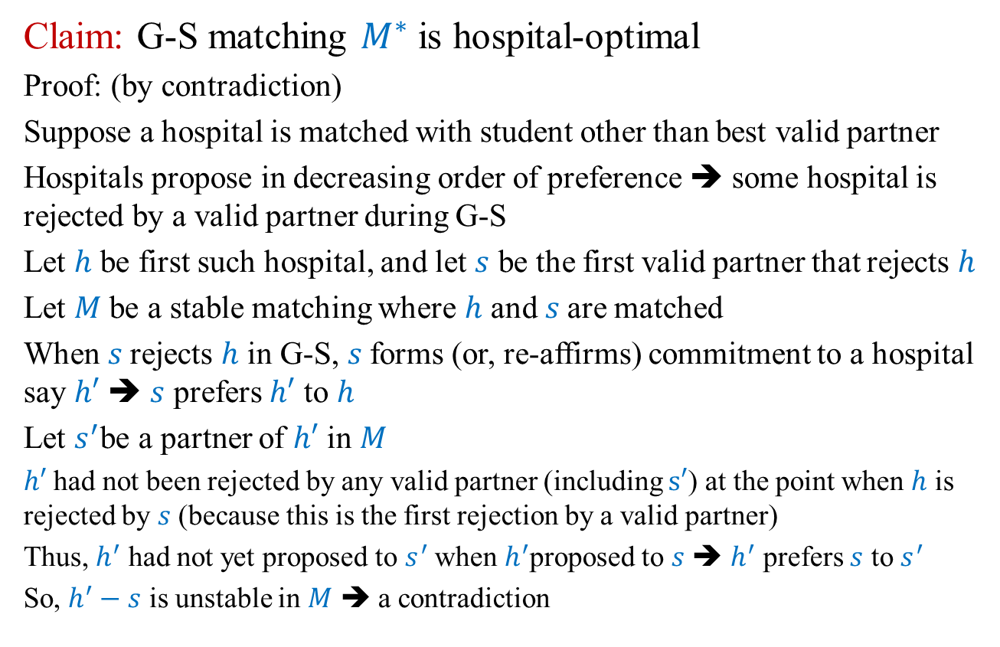 Claim: G-S matching M* is hospital-optimal
Proof: (by contradiction)
Suppose a hospital is matched with student other than best valid partner
Hospitals propose in decreasing order of preference ➔ some hospital is
rejected by a valid partner during G-S
Let h be first such hospital, and let s be the first valid partner that rejects h
Let M be a stable matching where h and s are matched
When s rejects h in G-S, s forms (or, re-affirms) commitment to a hospital
say h′ ➔ s prefers h′ to h
Let s′be a partner of h′ in M
h′ had not been rejected by any valid partner (including s′) at the point when h is
rejected by s (because this is the first rejection by a valid partner)
Thus, h′ had not yet proposed to s′ when h′proposed to s ➔ h′ prefers s to s′
So, h′ − s is unstable in M ➔ a contradiction